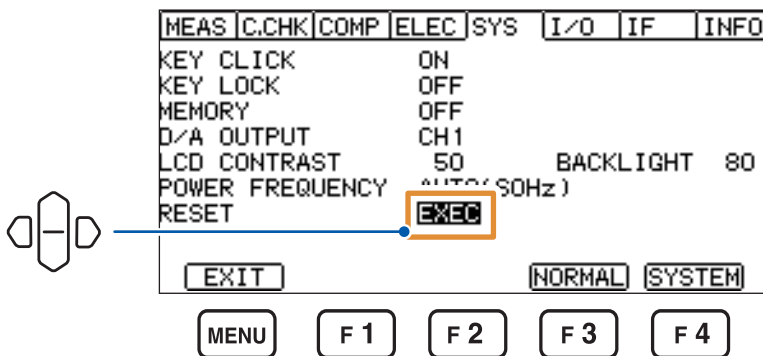 MEAS C.CHK COMP ELEC SYS I/O IF INFO
KEY CLICK ON
KEY LOCK OFF
MEMORY OFF
D/A OUTPUT CH1
LCD CONTRAST 50 BACKLIGHT 80
POWER FREQUENCY AUTO(50Hz)
RESET EXEC
EXIT NORMAL SYSTEM
MENU F1 F2 F3 F4